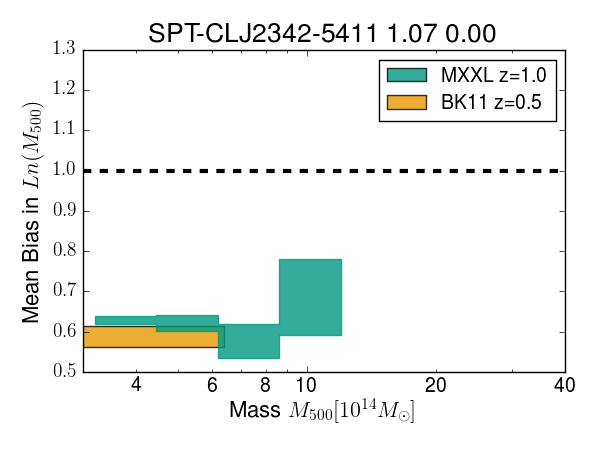 SPT-CLJ2342-5411 1.07 0.00
MXXL z=1.0
BK11 z=0.5
Mean Bias in Ln(M500)
1.3
1.2
1.1
1.0
0.9
0.8
0.7
0.6
0.5
4 6 8 10 20 40
Mass M500[10^14 M⊙]